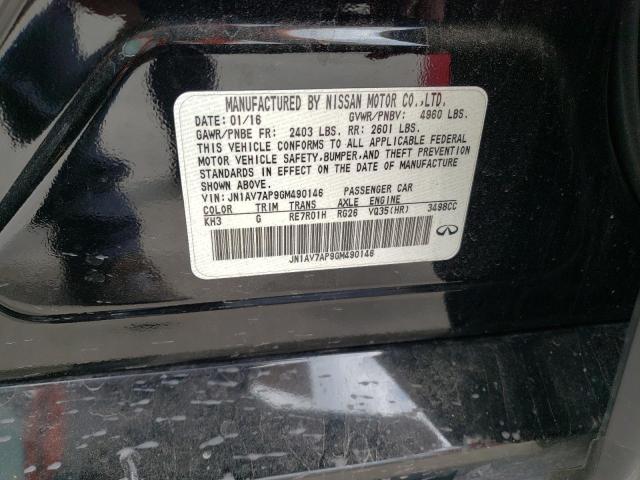 MANUFACTURED BY NISSAN MOTOR CO.,LTD.
DATE: 01/16 GVWR/PNBV: 4960 LBS.
GAWR/PNBE FR: 2403 LBS. RR: 2601 LBS.
THIS VEHICLE CONFORMS TO ALL APPLICABLE FEDERAL
MOTOR VEHICLE SAFETY, BUMPER, AND THEFT PREVENTION
STANDARDS IN EFFECT ON THE DATE OF MANUFACTURE
SHOWN ABOVE.
VIN: JN1AV7AP9GM490146 PASSENGER CAR
COLOR TRIM TRANS AXLE ENGINE
KH3 G RE7R01H RG26 VQ35(HR) 3498CC
JN1AV7AP9GM490146